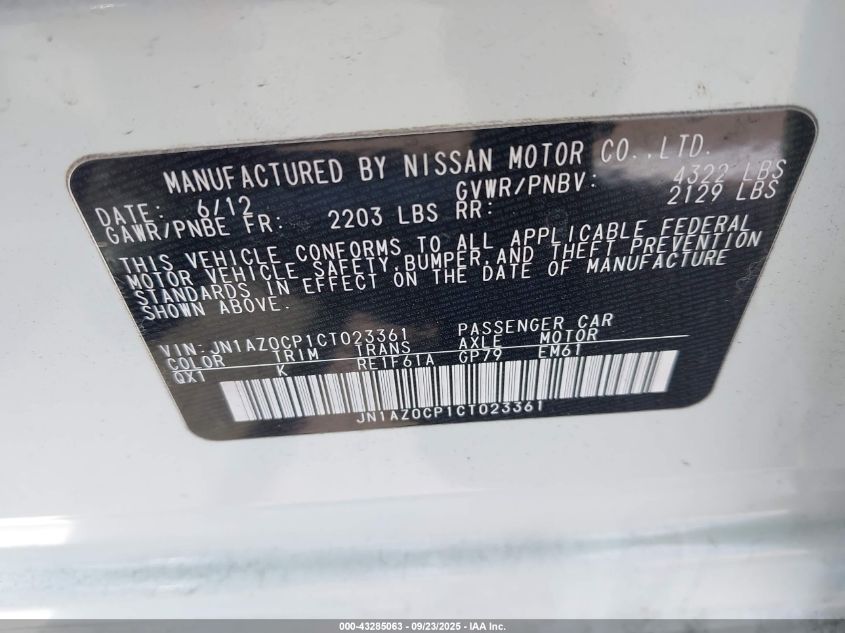 MANUFACTURED BY NISSAN MOTOR CO.,LTD.
DATE: 6/12 GVWR/PNBV: 4322 LBS
GAWR/PNBE FR: 2203 LBS RR: 2129 LBS
THIS VEHICLE CONFORMS TO ALL APPLICABLE FEDERAL
MOTOR VEHICLE SAFETY,BUMPER,AND THEFT PREVENTION
STANDARDS IN EFFECT ON THE DATE OF MANUFACTURE
SHOWN ABOVE.
VIN:JN1AZ0CP1CT023361 PASSENGER CAR
COLOR TRIM TRANS AXLE MOTOR
QX1 K RE1F61A GP79 EM61
JN1AZ0CP1CT023361
000-43285063 - 09/23/2025 - IAA Inc.